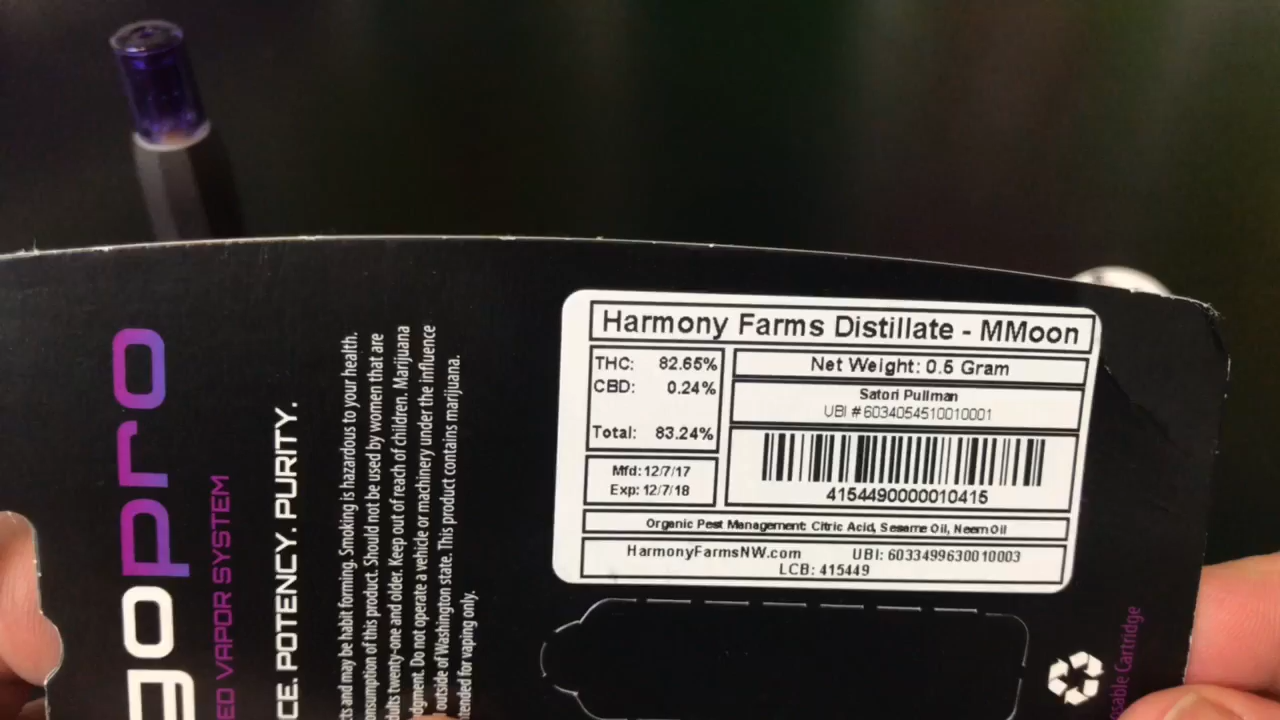 gopro
ED VAPOR SYSTEM
CE. POTENCY. PURITY.
ts and may be habit forming. Smoking is hazardous to your health.
consumption of this product. Should not be used by women that are
dults twenty-one and older. Keep out of reach of children. Marijuana
dgment. Do not operate a vehicle or machinery under the influence
outside of Washington state. This product contains marijuana.
tended for vaping only.
Harmony Farms Distillate - MMoon
THC: 82.65%
CBD: 0.24%
Total: 83.24%
Mfd: 12/7/17
Exp: 12/7/18
Net Weight: 0.5 Gram
Satori Pullman
UBI # 6034054510010001
4154490000010415
Organic Pest Management: Citric Acid, Sesame Oil, Neem Oil
HarmonyFarmsNW.com UBI: 6033499630010003
LCB: 415449
sable Cartridge